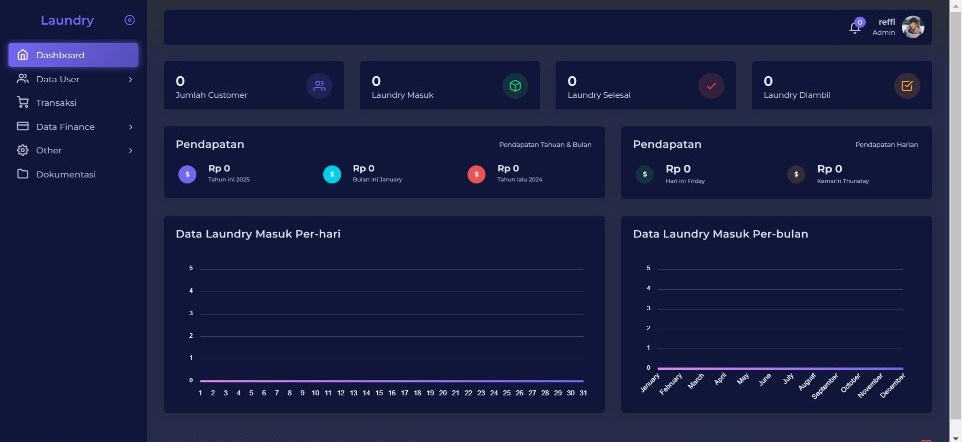 Laundry
0
reffi
Admin
Dashboard
Data User
Transaksi
Data Finance
Other
Dokumentasi
0
Jumlah Customer
0
Laundry Masuk
0
Laundry Selesai
0
Laundry Diambil
Pendapatan
Pendapatan Tahuan & Bulan
$
Rp 0
Tahun ini 2025
$
Rp 0
Bulan ini January
$
Rp 0
Tahun lalu 2024
Pendapatan
Pendapatan Harian
$
Rp 0
Hari ini Friday
$
Rp 0
Kemarin Thursday
Data Laundry Masuk Per-hari
5
4
3
2
1
0
1 2 3 4 5 6 7 8 9 10 11 12 13 14 15 16 17 18 19 20 21 22 23 24 25 26 27 28 29 30 31
Data Laundry Masuk Per-bulan
5
4
3
2
1
0
January February March April May June July August September October November December